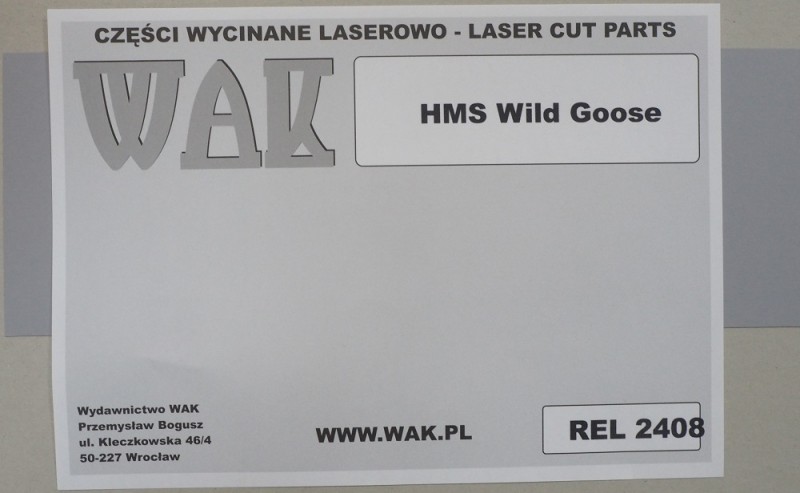 CZĘŚCI WYCINANE LASEROWO - LASER CUT PARTS
WAK
HMS Wild Goose
Wydawnictwo WAK
Przemysław Bogusz
ul. Kleczkowska 46/4
50-227 Wrocław
WWW.WAK.PL
REL 2408